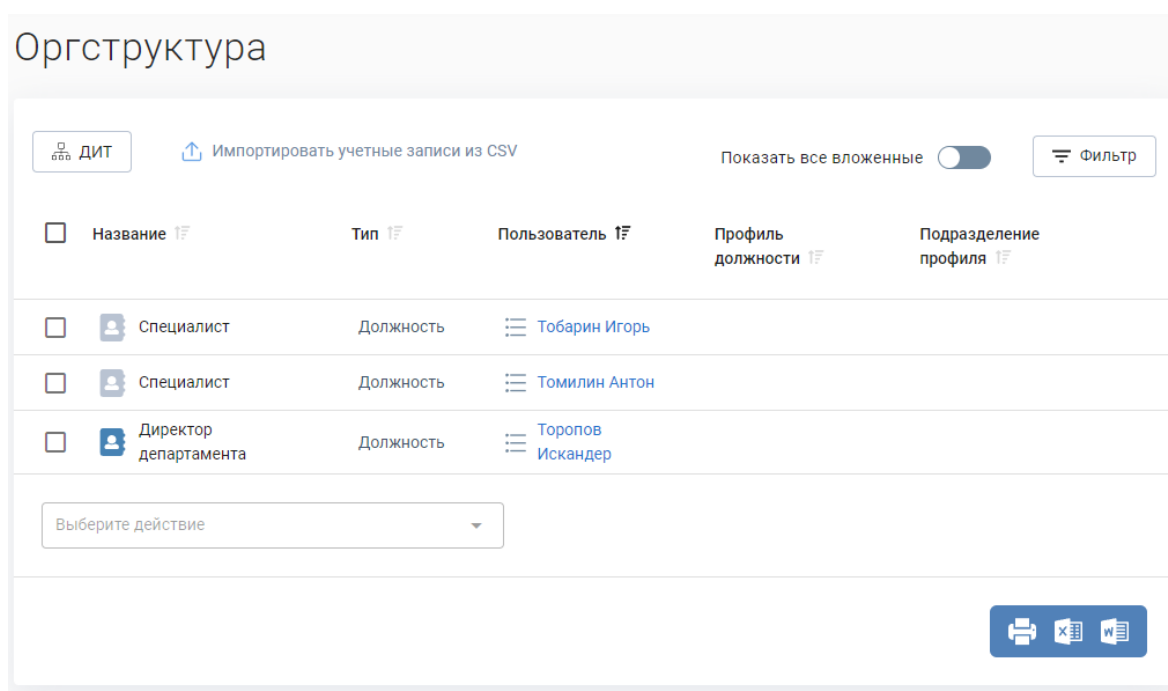 Оргструктура
ДИТ
Импортировать учетные записи из CSV
Показать все вложенные
Фильтр
Название Тип Пользователь Профиль должности Подразделение профиля
Специалист Должность Тобарин Игорь
Специалист Должность Томилин Антон
Директор департамента Должность Торопов Искандер
Выберите действие